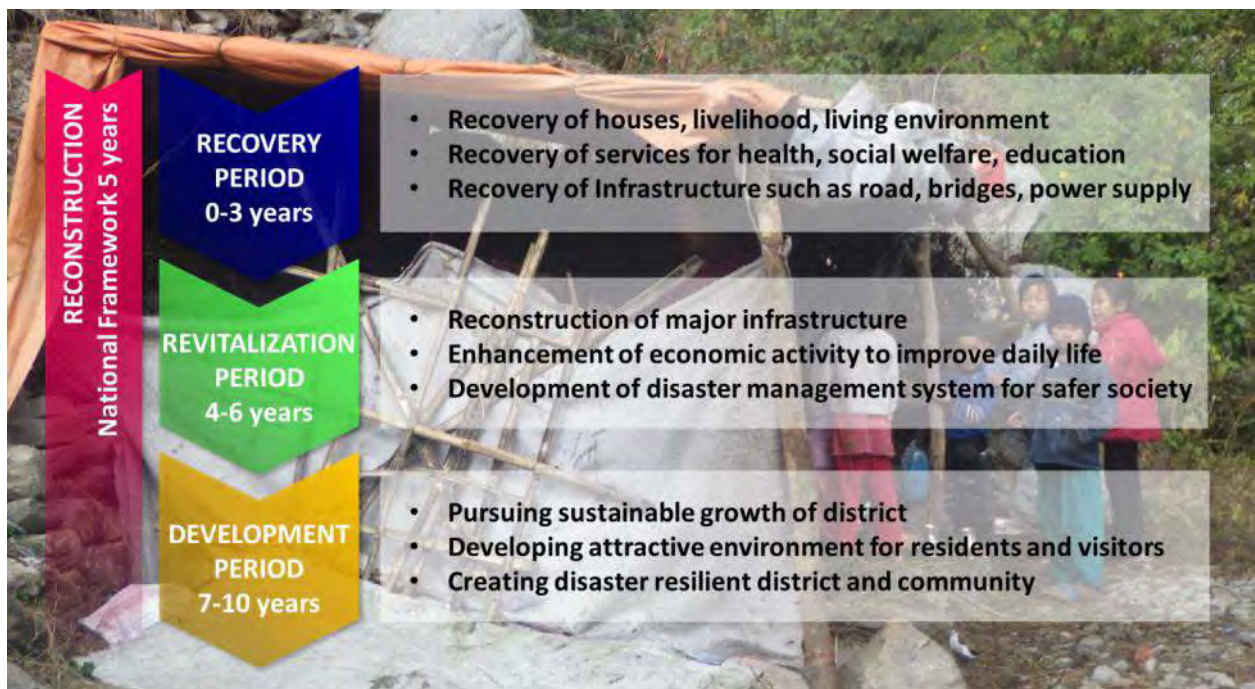 RECONSTRUCTION
National Framework 5 years
RECOVERY
PERIOD
0-3 years
• Recovery of houses, livelihood, living environment
• Recovery of services for health, social welfare, education
• Recovery of Infrastructure such as road, bridges, power supply
REVITALIZATION
PERIOD
4-6 years
• Reconstruction of major infrastructure
• Enhancement of economic activity to improve daily life
• Development of disaster management system for safer society
DEVELOPMENT
PERIOD
7-10 years
• Pursuing sustainable growth of district
• Developing attractive environment for residents and visitors
• Creating disaster resilient district and community